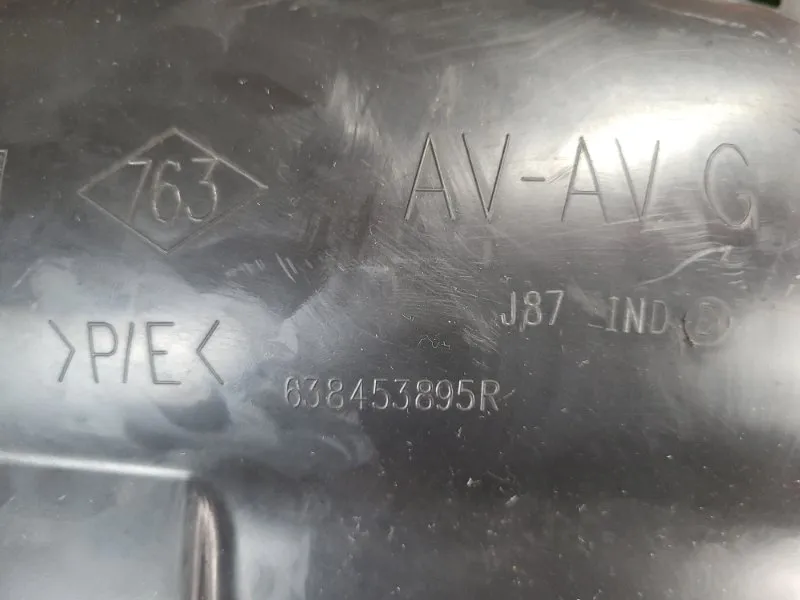 763
AV-AV G
J87 IND
>P/E<
638453895R